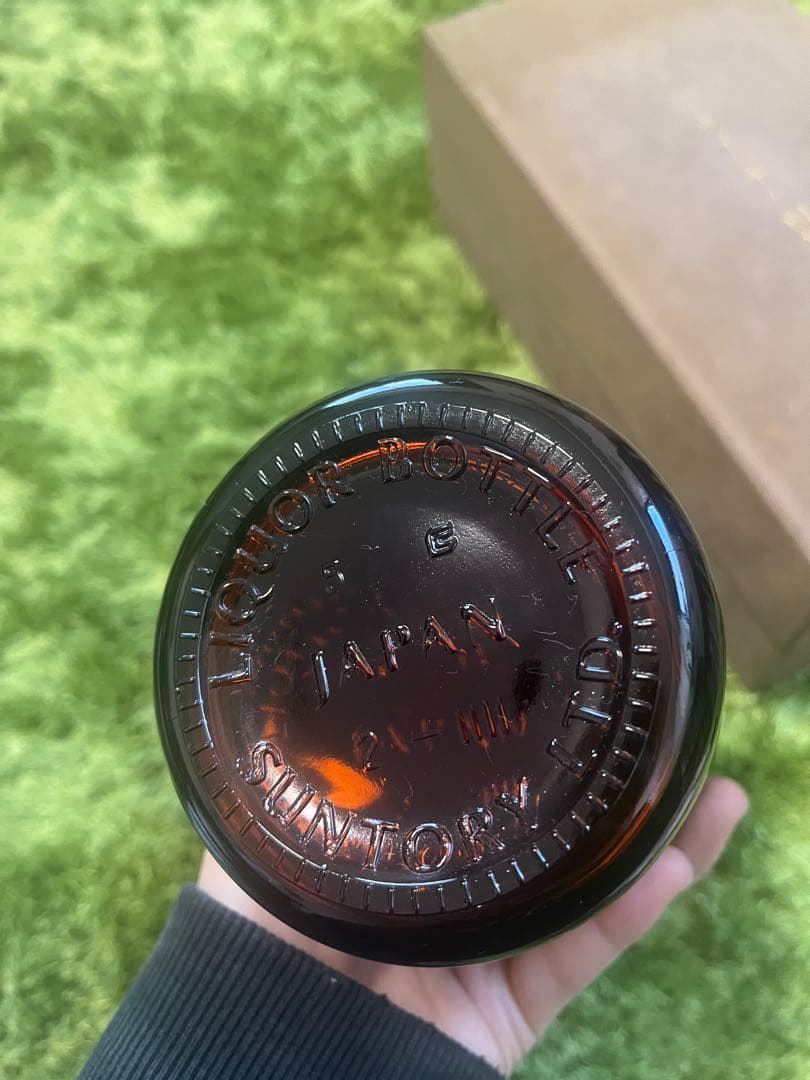 LIQUOR BOTTLE
5
JAPAN
2 -
SUNTORY LTD.